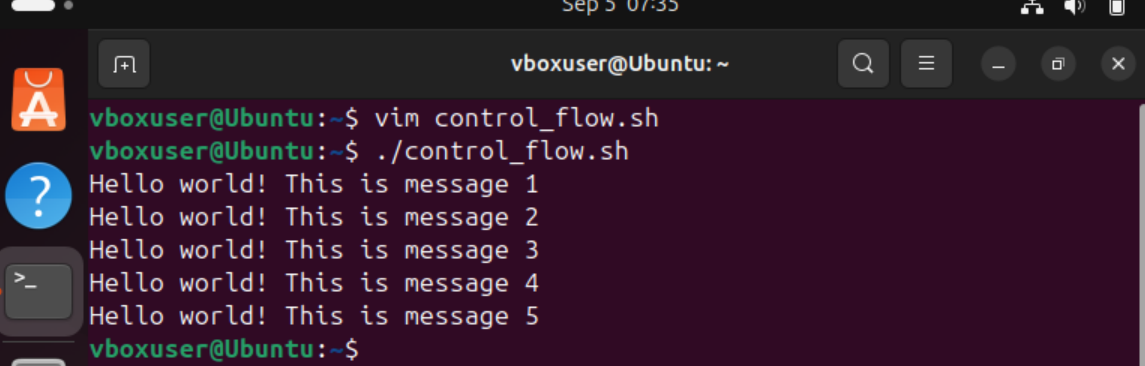 Sep 5 07:35
vboxuser@Ubuntu: ~
vboxuser@Ubuntu:~$ vim control_flow.sh
vboxuser@Ubuntu:~$ ./control_flow.sh
Hello world! This is message 1
Hello world! This is message 2
Hello world! This is message 3
Hello world! This is message 4
Hello world! This is message 5
vboxuser@Ubuntu:~$